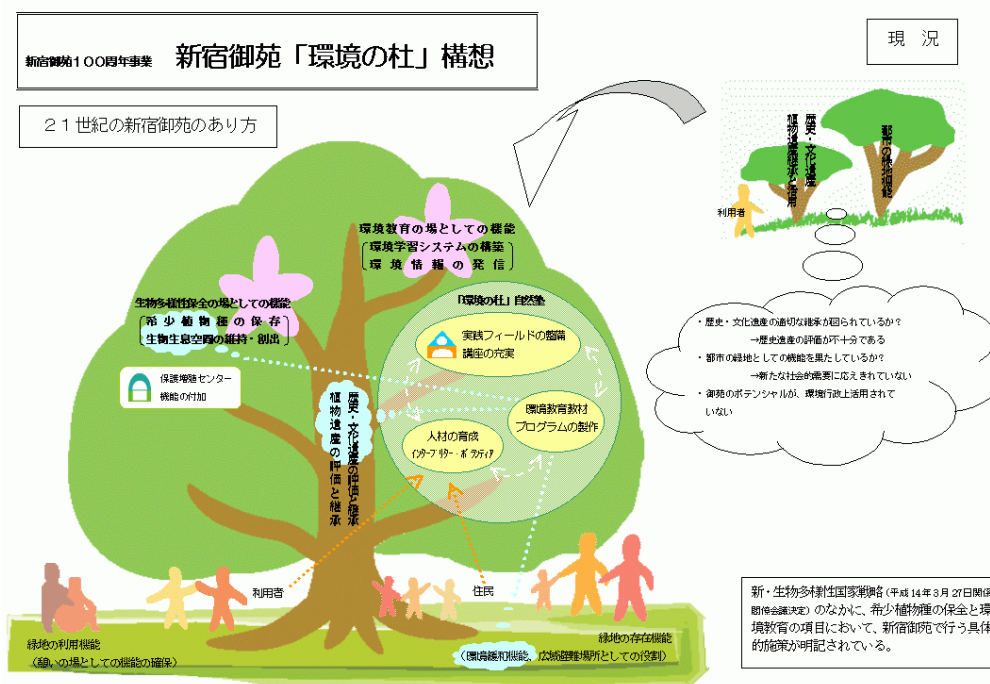 新宿御苑100周年事業 新宿御苑「環境の杜」構想
現 況
21世紀の新宿御苑のあり方
歴史・文化遺産
植物遺産継承と活用
都市の緑地機能
利用者
環境教育の場としての機能
環境学習システムの構築
環境情報の発信
生物多様性保全の場としての機能
希少植物種の保存
生物生息空間の維持・創出
保護増殖センター
機能の付加
「環境の杜」自然塾
実践フィールドの整備
講座の充実
環境教育教材
プログラムの製作
人材の育成
インタープリター・ボランティア
歴史・文化遺産の評価と継承
植物遺産の評価と継承
・歴史・文化遺産の適切な継承が図られているか?
→歴史遺産の評価が不十分である
・都市の緑地としての機能を果たしているか?
→新たな社会的需要に応えきれていない
・御苑のポテンシャルが、環境行政上活用されて
いない
利用者
住民
緑地の利用機能
(憩いの場としての機能の確保)
緑地の存在機能
(環境緩和機能、広域避難場所としての役割)
新・生物多様性国家戦略(平成14年3月27日関係
閣僚会議決定)のなかに、希少植物種の保全と環
境教育の項目において、新宿御苑で行う具体
的施策が明記されている。